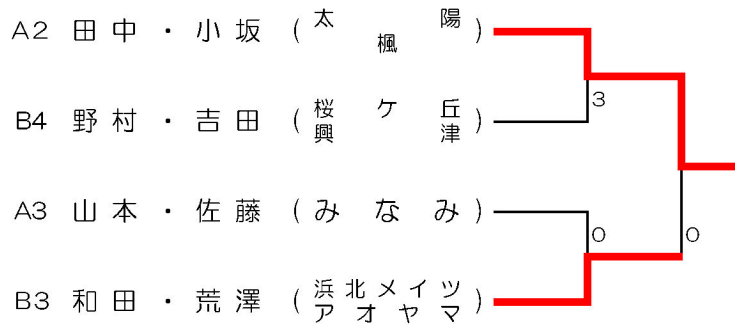 A2 田中・小坂 (太陽 楓)
3
B4 野村・吉田 (桜ケ丘 興津)
A3 山本・佐藤 (みなみ)
0
0
B3 和田・荒澤 (浜北メイツ アオヤマ)